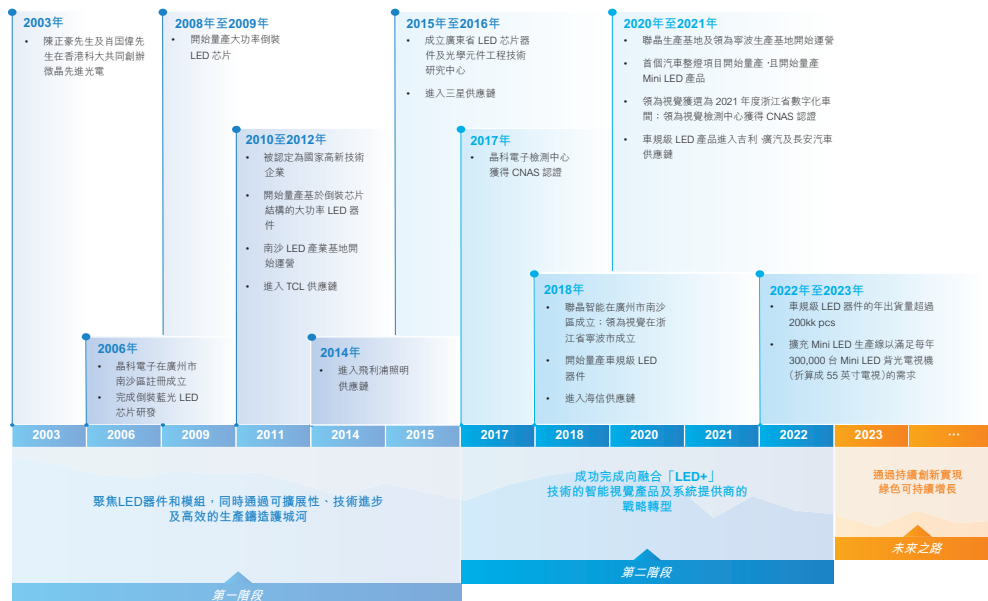 2003年
• 陳正豪先生及肖国偉先
生在香港科大共同創辦
微晶先進光電
2006年
• 晶科電子在廣州市
南沙區註冊成立
• 完成倒裝藍光 LED
芯片研發
2008年至2009年
• 開始量產大功率倒裝
LED 芯片
2010至2012年
• 被認定為國家高新技術
企業
• 開始量產基於倒裝芯片
結構的大功率 LED 器
件
• 南沙 LED 產業基地開
始運營
• 進入 TCL 供應鏈
2014年
• 進入飛利浦照明
供應鏈
2015年至2016年
• 成立廣東省 LED 芯片器
件及光學元件工程技術
研究中心
• 進入三星供應鏈
2017年
• 晶科電子檢測中心
獲得 CNAS 認證
2018年
• 聯晶智能在廣州市南沙
區成立；領為視覺在浙
江省寧波市成立
• 開始量產車規級 LED
器件
• 進入海信供應鏈
2020年至2021年
• 聯晶生產基地及領為寧波生產基地開始運營
• 首個汽車整燈項目開始量產，且開始量產
Mini LED 產品
• 領為視覺獲選為 2021 年度浙江省數字化車
間；領為視覺檢測中心獲得 CNAS 認證
• 車規級 LED 產品進入吉利、廣汽及長安汽車
供應鏈
2022年至2023年
• 車規級 LED 器件的年出貨量超過
200kk pcs
• 擴充 Mini LED 生產線以滿足每年
300,000 台 Mini LED 背光電視機
（折算成 55 英寸電視）的需求
2003 2006 2009 2011 2014 2015 2017 2018 2020 2021 2022 2023 …
聚焦LED器件和模組，同時通過可擴展性、技術進步
及高效的生產鑄造護城河
第一階段
成功完成向融合「LED+」
技術的智能視覺產品及系統提供商的
戰略轉型
第二階段
通過持續創新實現
綠色可持續增長
未來之路